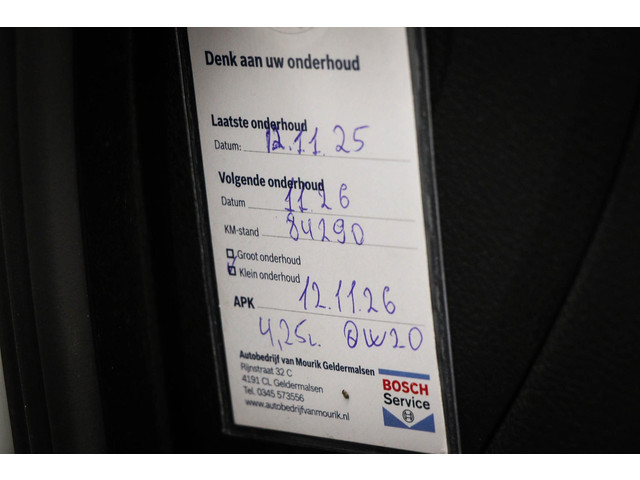 Denk aan uw onderhoud
Laatste onderhoud
Datum: 12.11.25
Volgende onderhoud
Datum 11.26
KM-stand 84290
Groot onderhoud
Klein onderhoud
APK 12.11.26
4,25L. 0W20
Autobedrijf van Mourik Geldermalsen
Rijnstraat 32 C
4191 CL Geldermalsen
Tel. 0345 573556
www.autobedrijfvanmourik.nl
BOSCH
Service